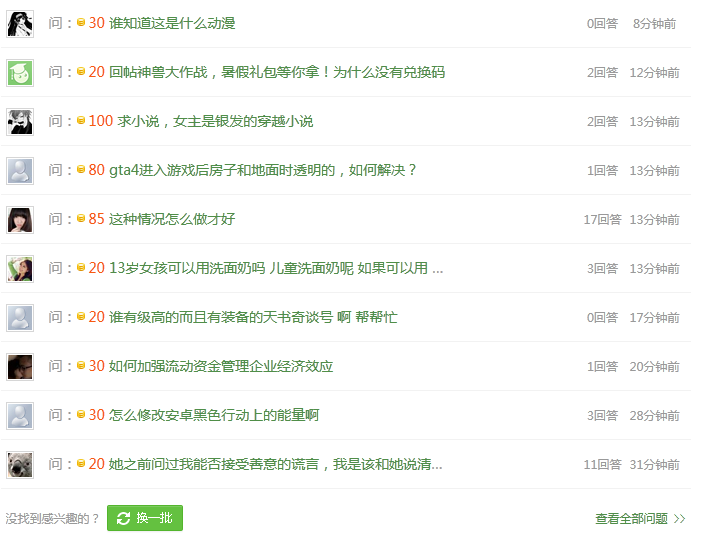 问：30 谁知道这是什么动漫 0回答 8分钟前
问：20 回帖神兽大作战，暑假礼包等你拿！为什么没有兑换码 2回答 12分钟前
问：100 求小说，女主是银发的穿越小说 2回答 13分钟前
问：80 gta4进入游戏后房子和地面时透明的，如何解决？ 1回答 13分钟前
问：85 这种情况怎么做才好 17回答 13分钟前
问：20 13岁女孩可以用洗面奶吗 儿童洗面奶呢 如果可以用 ... 3回答 13分钟前
问：20 谁有级高的而且有装备的天书奇谈号 啊 帮帮忙 0回答 17分钟前
问：30 如何加强流动资金管理企业经济效应 1回答 20分钟前
问：30 怎么修改安卓黑色行动上的能量啊 3回答 28分钟前
问：20 她之前问过我能否接受善意的谎言，我是该和她说清... 11回答 31分钟前
没找到感兴趣的？ 换一批 查看全部问题 >>